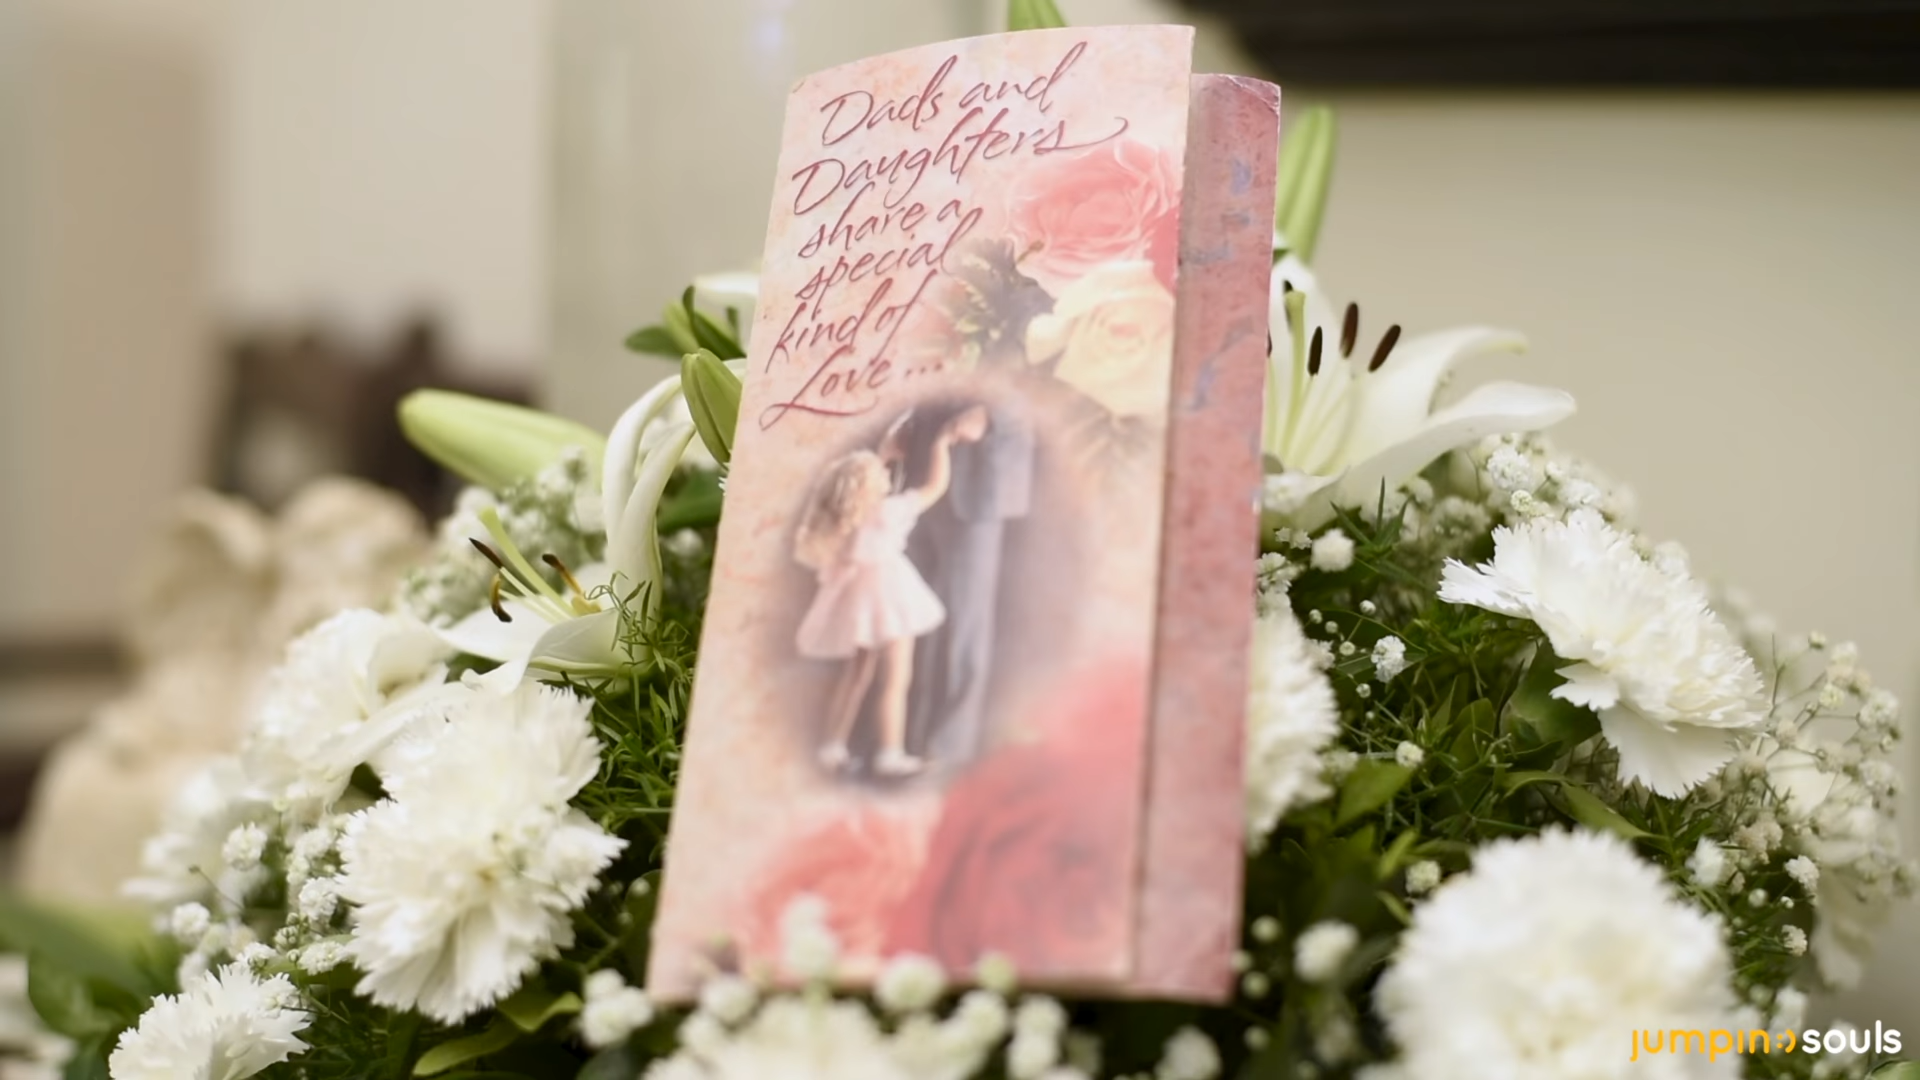 Dads and
Daughters
share a
special
kind of
Love...
jumping souls